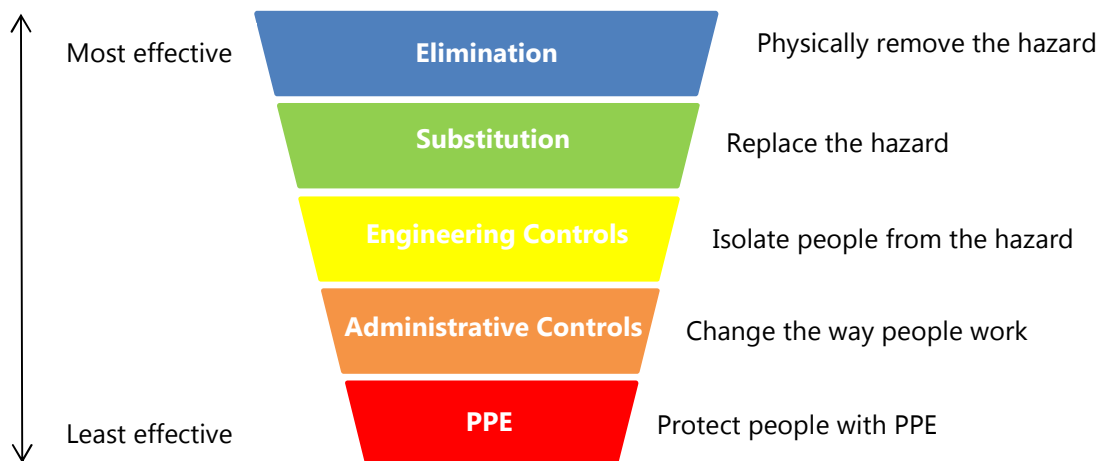 Most effective
Elimination
Physically remove the hazard
Substitution
Replace the hazard
Engineering Controls
Isolate people from the hazard
Administrative Controls
Change the way people work
Least effective
PPE
Protect people with PPE